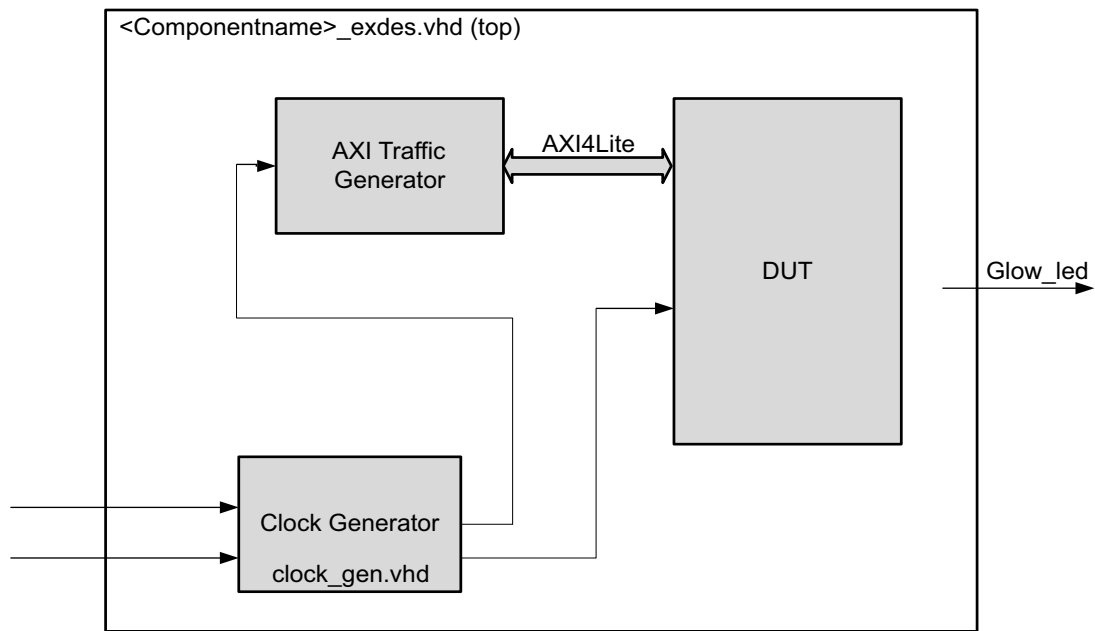 <Componentname>_exdes.vhd (top)
AXI Traffic
Generator
AXI4Lite
DUT
Glow_led
Clock Generator
clock_gen.vhd